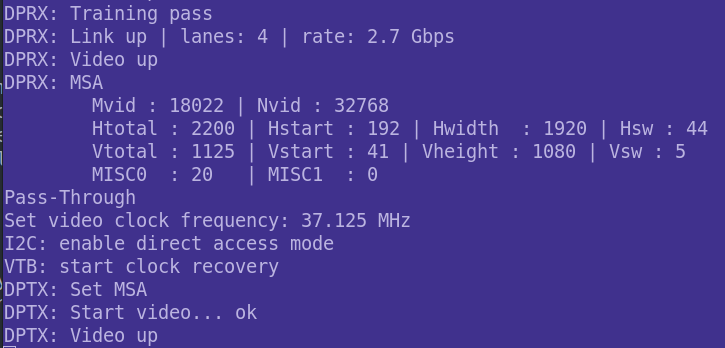 DPRX: Training pass
DPRX: Link up | lanes: 4 | rate: 2.7 Gbps
DPRX: Video up
DPRX: MSA
Mvid : 18022 | Nvid : 32768
Htotal : 2200 | Hstart : 192 | Hwidth : 1920 | Hsw : 44
Vtotal : 1125 | Vstart : 41 | Vheight : 1080 | Vsw : 5
MISC0 : 20 | MISC1 : 0
Pass-Through
Set video clock frequency: 37.125 MHz
I2C: enable direct access mode
VTB: start clock recovery
DPTX: Set MSA
DPTX: Start video... ok
DPTX: Video up